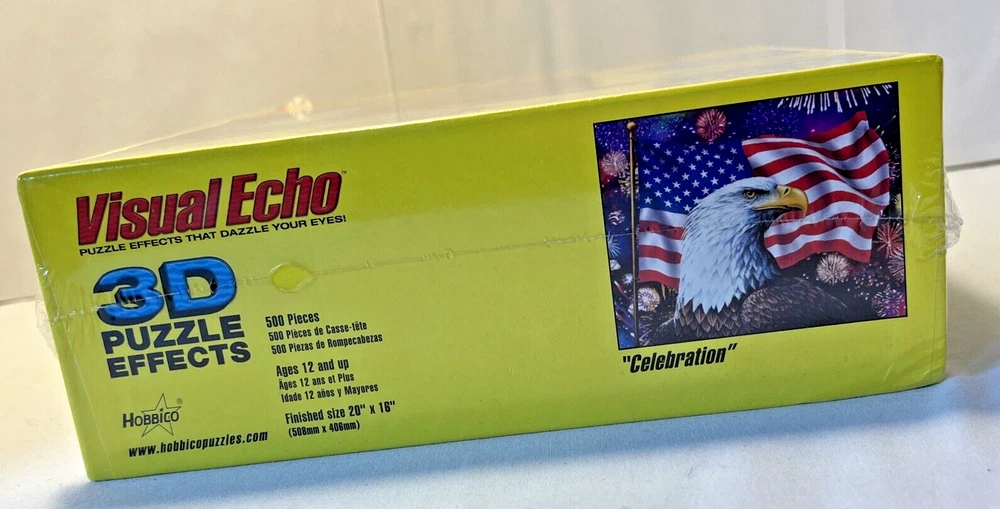 Visual Echo™
PUZZLE EFFECTS THAT DAZZLE YOUR EYES!
3D
PUZZLE
EFFECTS
500 Pieces
500 Pièces de Casse-tête
500 Piezas de Rompecabezas
Ages 12 and up
Âges 12 ans et Plus
Idade 12 años y Mayores
Finished size 20" x 16"
(508mm x 406mm)
HOBBICO®
www.hobbicopuzzles.com
"Celebration"